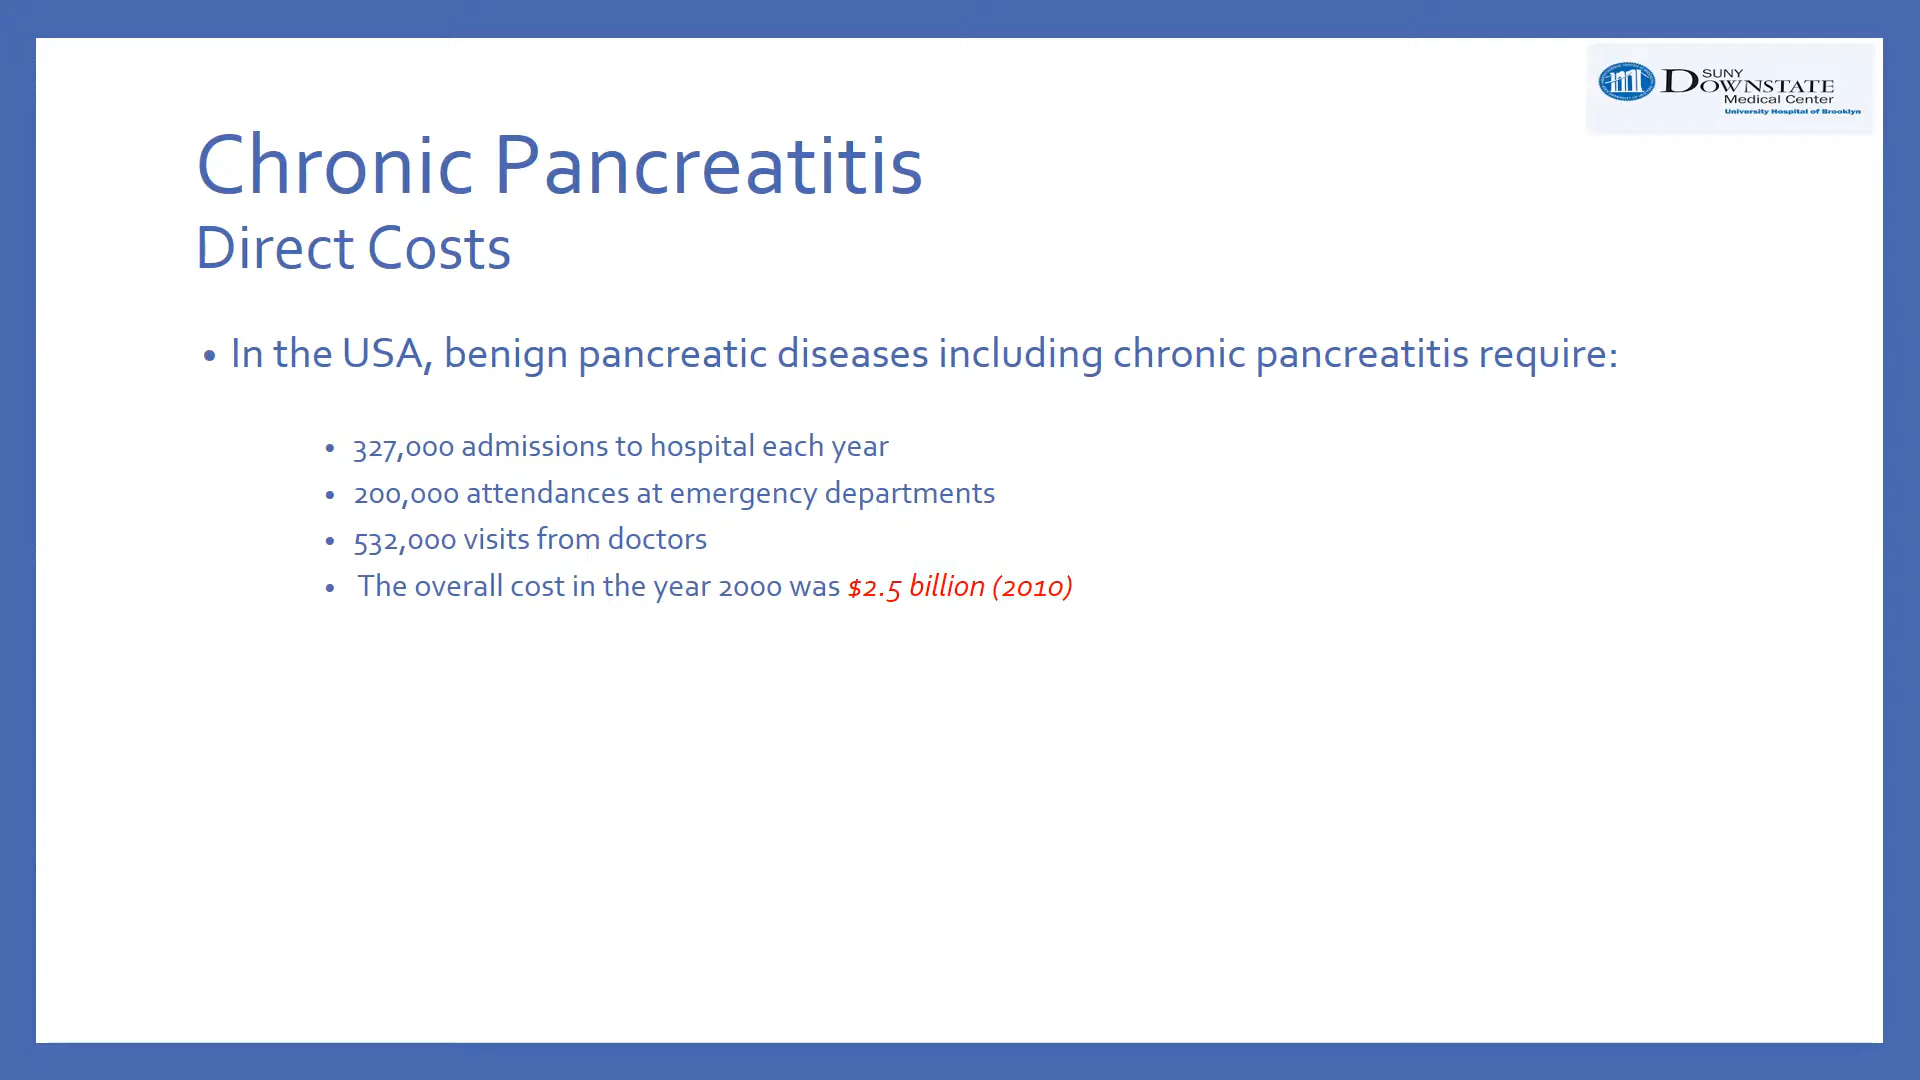 SUNY
DOWNSTATE
Medical Center
University Hospital of Brooklyn
Chronic Pancreatitis
Direct Costs
• In the USA, benign pancreatic diseases including chronic pancreatitis require:
• 327,000 admissions to hospital each year
• 200,000 attendances at emergency departments
• 532,000 visits from doctors
• The overall cost in the year 2000 was $2.5 billion (2010)